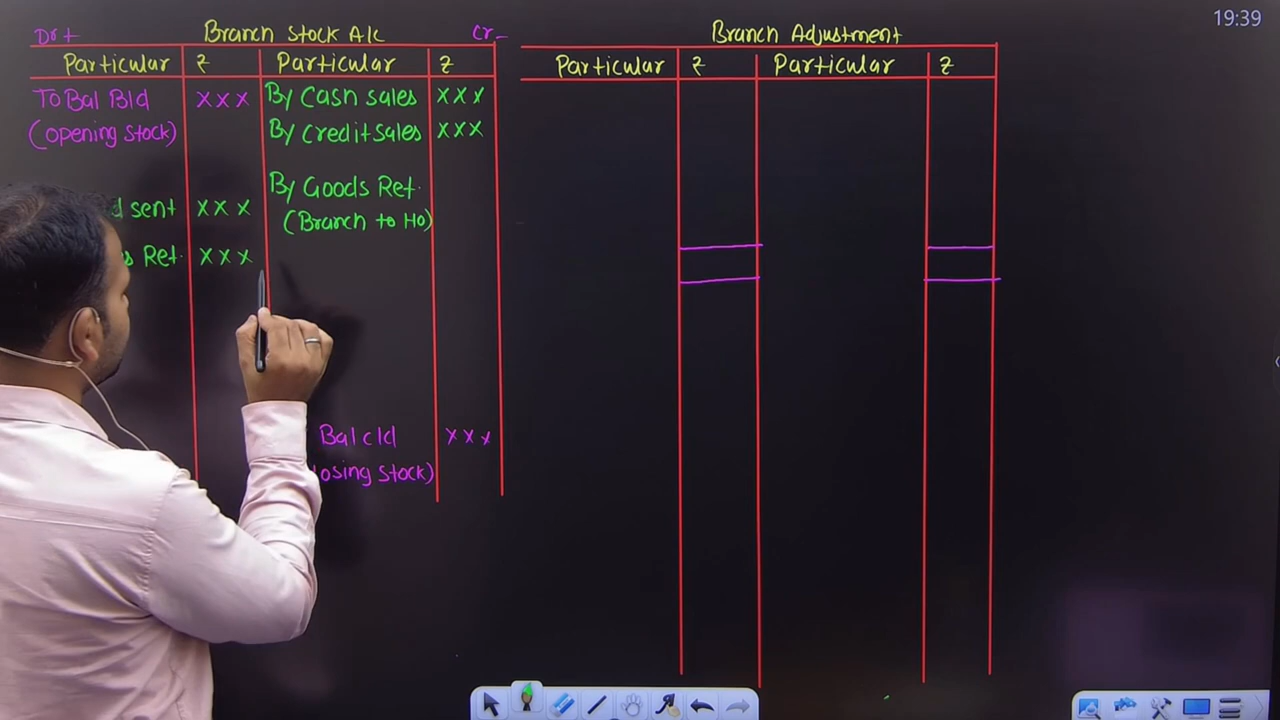 19:39
Dr+ Branch Stock A/c Cr-
Particular ₹ Particular ₹
To Bal B/d xxx By Cash sales xxx
(opening stock) By Credit sales xxx
By Goods Ret.
(Branch to HO)
sent xxx
Ret. xxx
Bal c/d xxx
losing stock)
Branch Adjustment
Particular ₹ Particular ₹